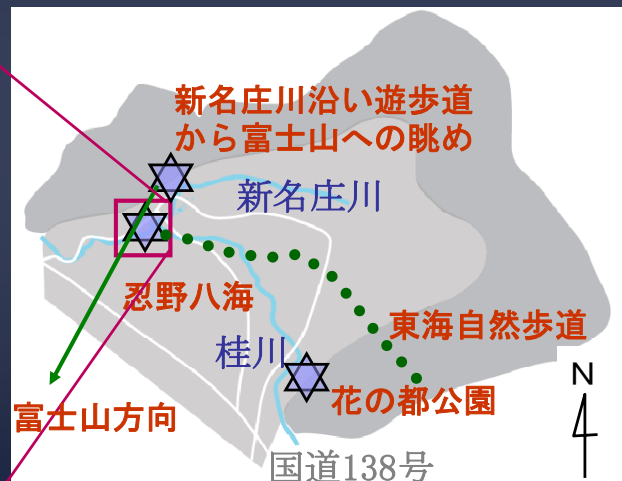 新名庄川沿い遊歩道
から富士山への眺め
新名庄川
忍野八海
東海自然歩道
桂川
花の都公園
N
富士山方向
国道138号